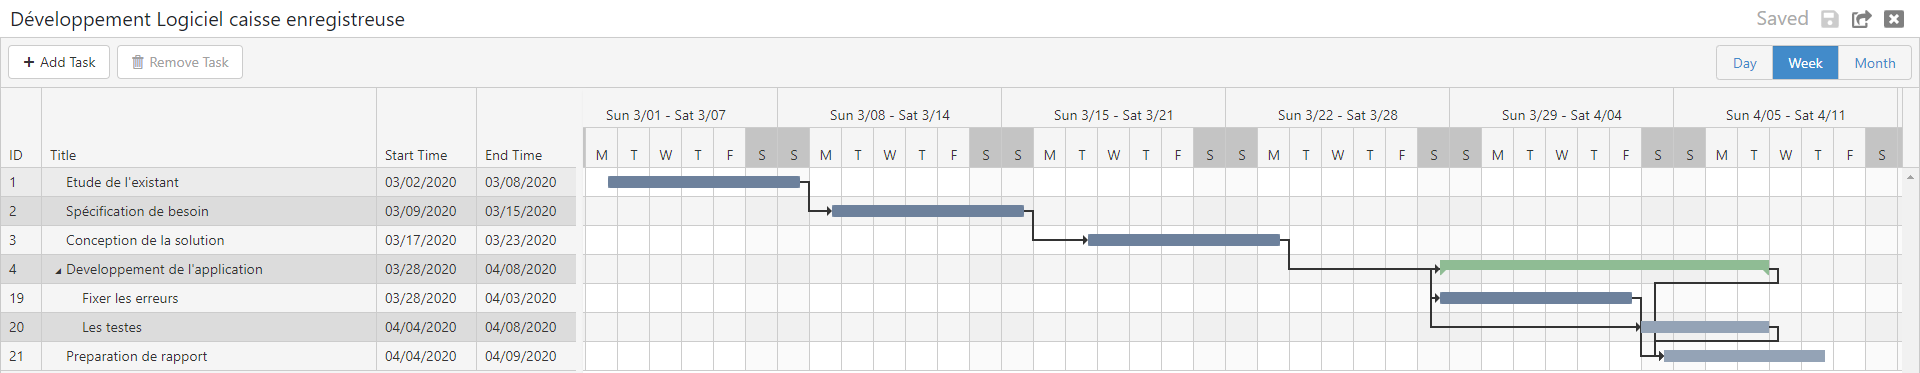 Développement Logiciel caisse enregistreuse
Saved
+ Add Task
Remove Task
Day
Week
Month
Sun 3/01 - Sat 3/07
Sun 3/08 - Sat 3/14
Sun 3/15 - Sat 3/21
Sun 3/22 - Sat 3/28
Sun 3/29 - Sat 4/04
Sun 4/05 - Sat 4/11
ID Title Start Time End Time
M T W T F S S M T W T F S S M T W T F S S M T W T F S S M T W T F S S M T W T F S
1 Etude de l'existant 03/02/2020 03/08/2020
2 Spécification de besoin 03/09/2020 03/15/2020
3 Conception de la solution 03/17/2020 03/23/2020
4 Developpement de l'application 03/28/2020 04/08/2020
19 Fixer les erreurs 03/28/2020 04/03/2020
20 Les testes 04/04/2020 04/08/2020
21 Preparation de rapport 04/04/2020 04/09/2020